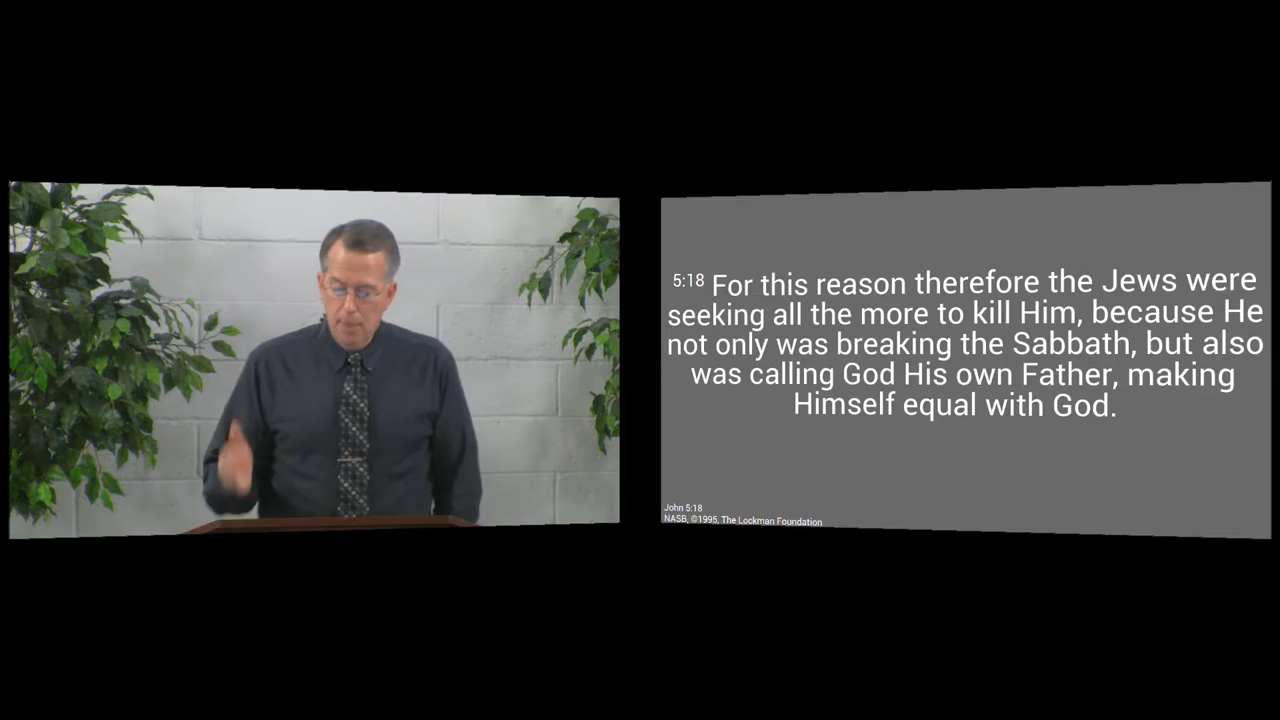 5:18 For this reason therefore the Jews were
seeking all the more to kill Him, because He
not only was breaking the Sabbath, but also
was calling God His own Father, making
Himself equal with God.
John 5:18
NASB, ©1995, The Lockman Foundation